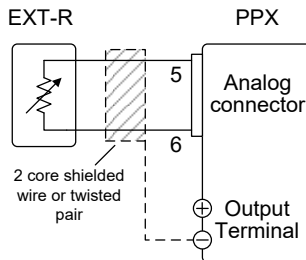 EXT-R
PPX
5
Analog
connector
6
2 core shielded
wire or twisted
pair
+ Output
Terminal
−